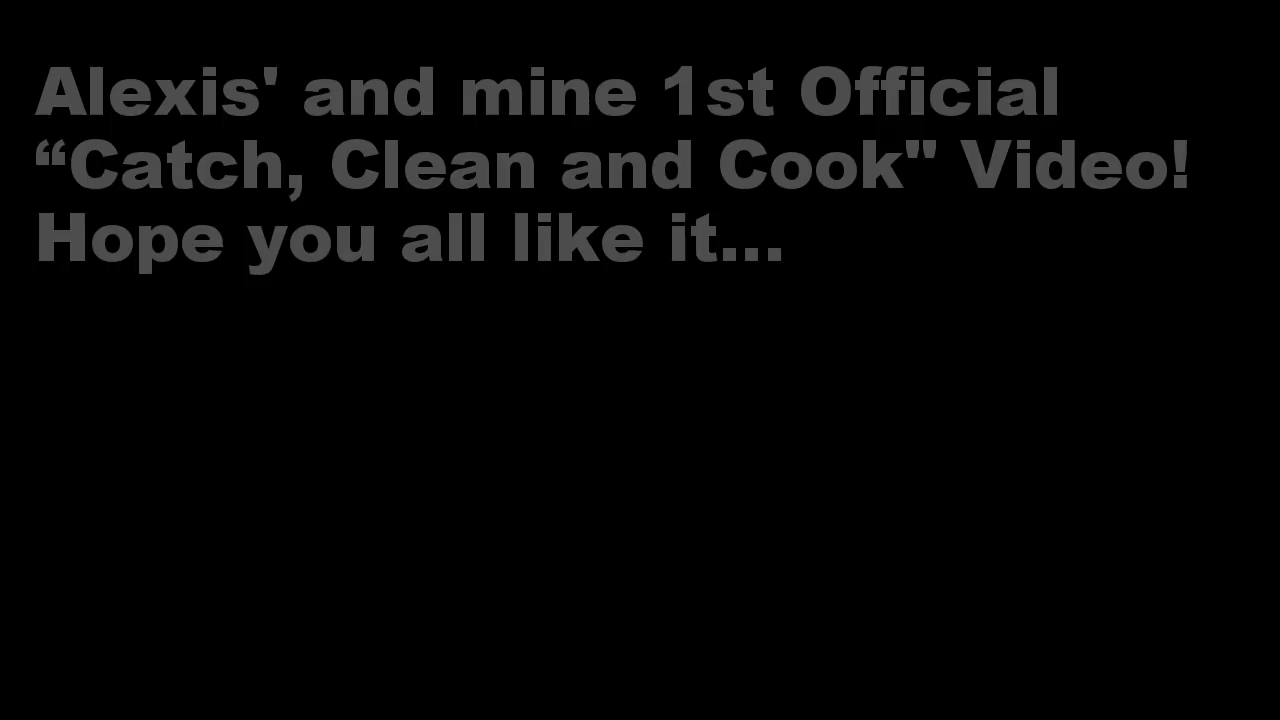 Alexis' and mine 1st Official
“Catch, Clean and Cook" Video!
Hope you all like it...